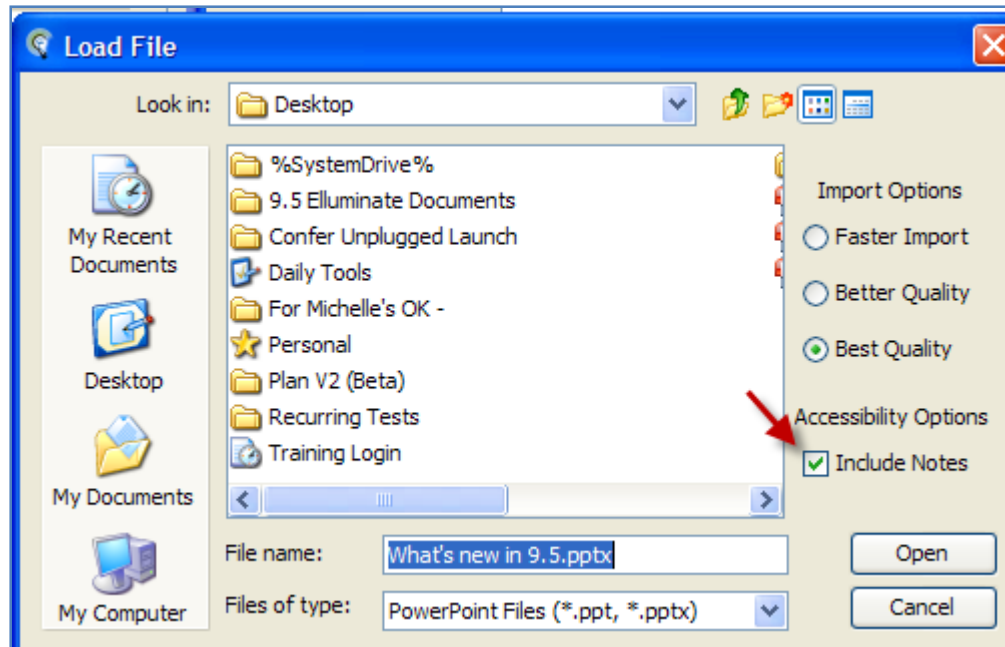 Load File
Look in:
Desktop
My Recent
Documents
Desktop
My Documents
My Computer
%SystemDrive%
9.5 Elluminate Documents
Confer Unplugged Launch
Daily Tools
For Michelle's OK -
Personal
Plan V2 (Beta)
Recurring Tests
Training Login
Import Options
Faster Import
Better Quality
Best Quality
Accessibility Options
Include Notes
File name:
What's new in 9.5.pptx
Open
Files of type:
PowerPoint Files (*.ppt, *.pptx)
Cancel